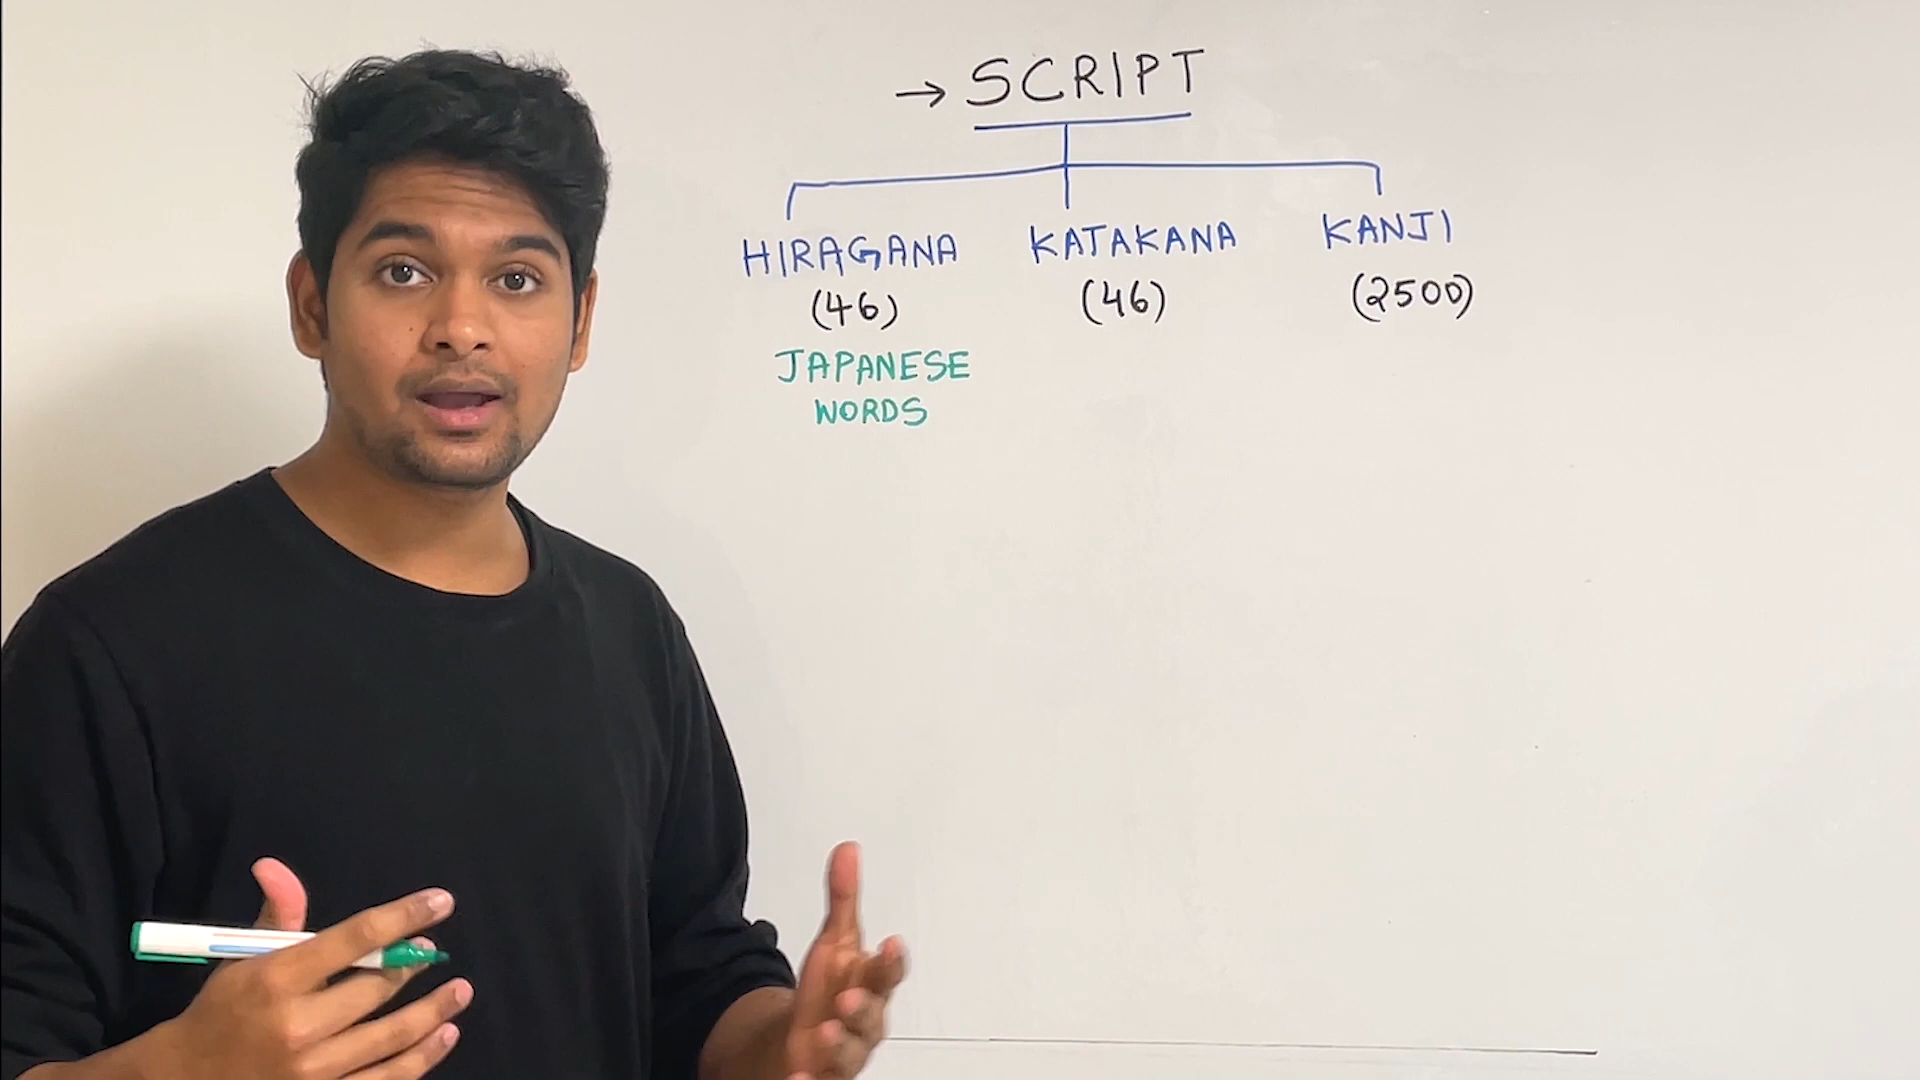 → SCRIPT
HIRAGANA KATAKANA KANJI
(46) (46) (2500)
JAPANESE
WORDS